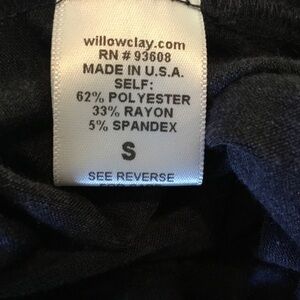 willowclay.com
RN # 93608
MADE IN U.S.A.
SELF:
62% POLYESTER
33% RAYON
5% SPANDEX
S
SEE REVERSE